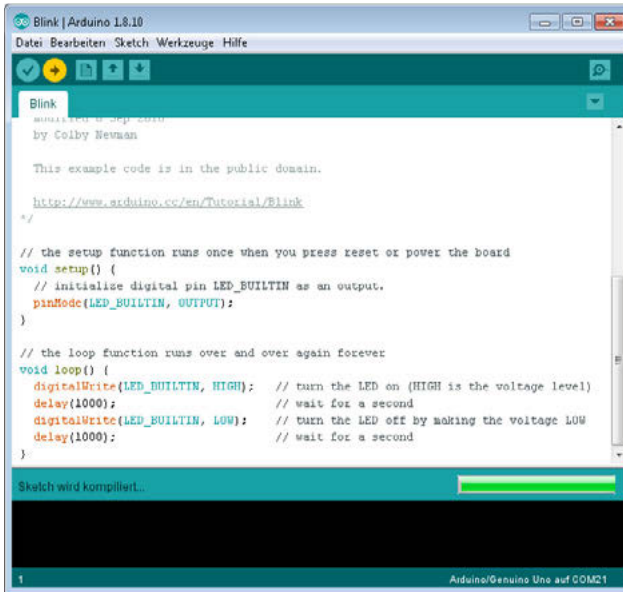 Blink | Arduino 1.8.10
Datei Bearbeiten Sketch Werkzeuge Hilfe
Blink
modified 8 Sep 2016
by Colby Newman
This example code is in the public domain.
http://www.arduino.cc/en/Tutorial/Blink
*/
// the setup function runs once when you press reset or power the board
void setup() {
// initialize digital pin LED_BUILTIN as an output.
pinMode(LED_BUILTIN, OUTPUT);
}
// the loop function runs over and over again forever
void loop() {
digitalWrite(LED_BUILTIN, HIGH); // turn the LED on (HIGH is the voltage level)
delay(1000); // wait for a second
digitalWrite(LED_BUILTIN, LOW); // turn the LED off by making the voltage LOW
delay(1000); // wait for a second
}
Sketch wird kompiliert...
1 Arduino/Genuino Uno auf COM21